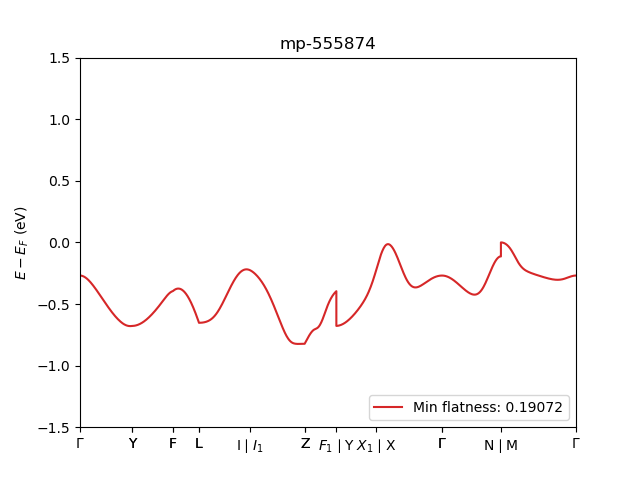 mp-555874
E − E_F (eV)
1.5
1.0
0.5
0.0
−0.5
−1.0
−1.5
Min flatness: 0.19072
Γ Y F L I | I₁ Z F₁ | Y X₁ | X Γ N | M Γ